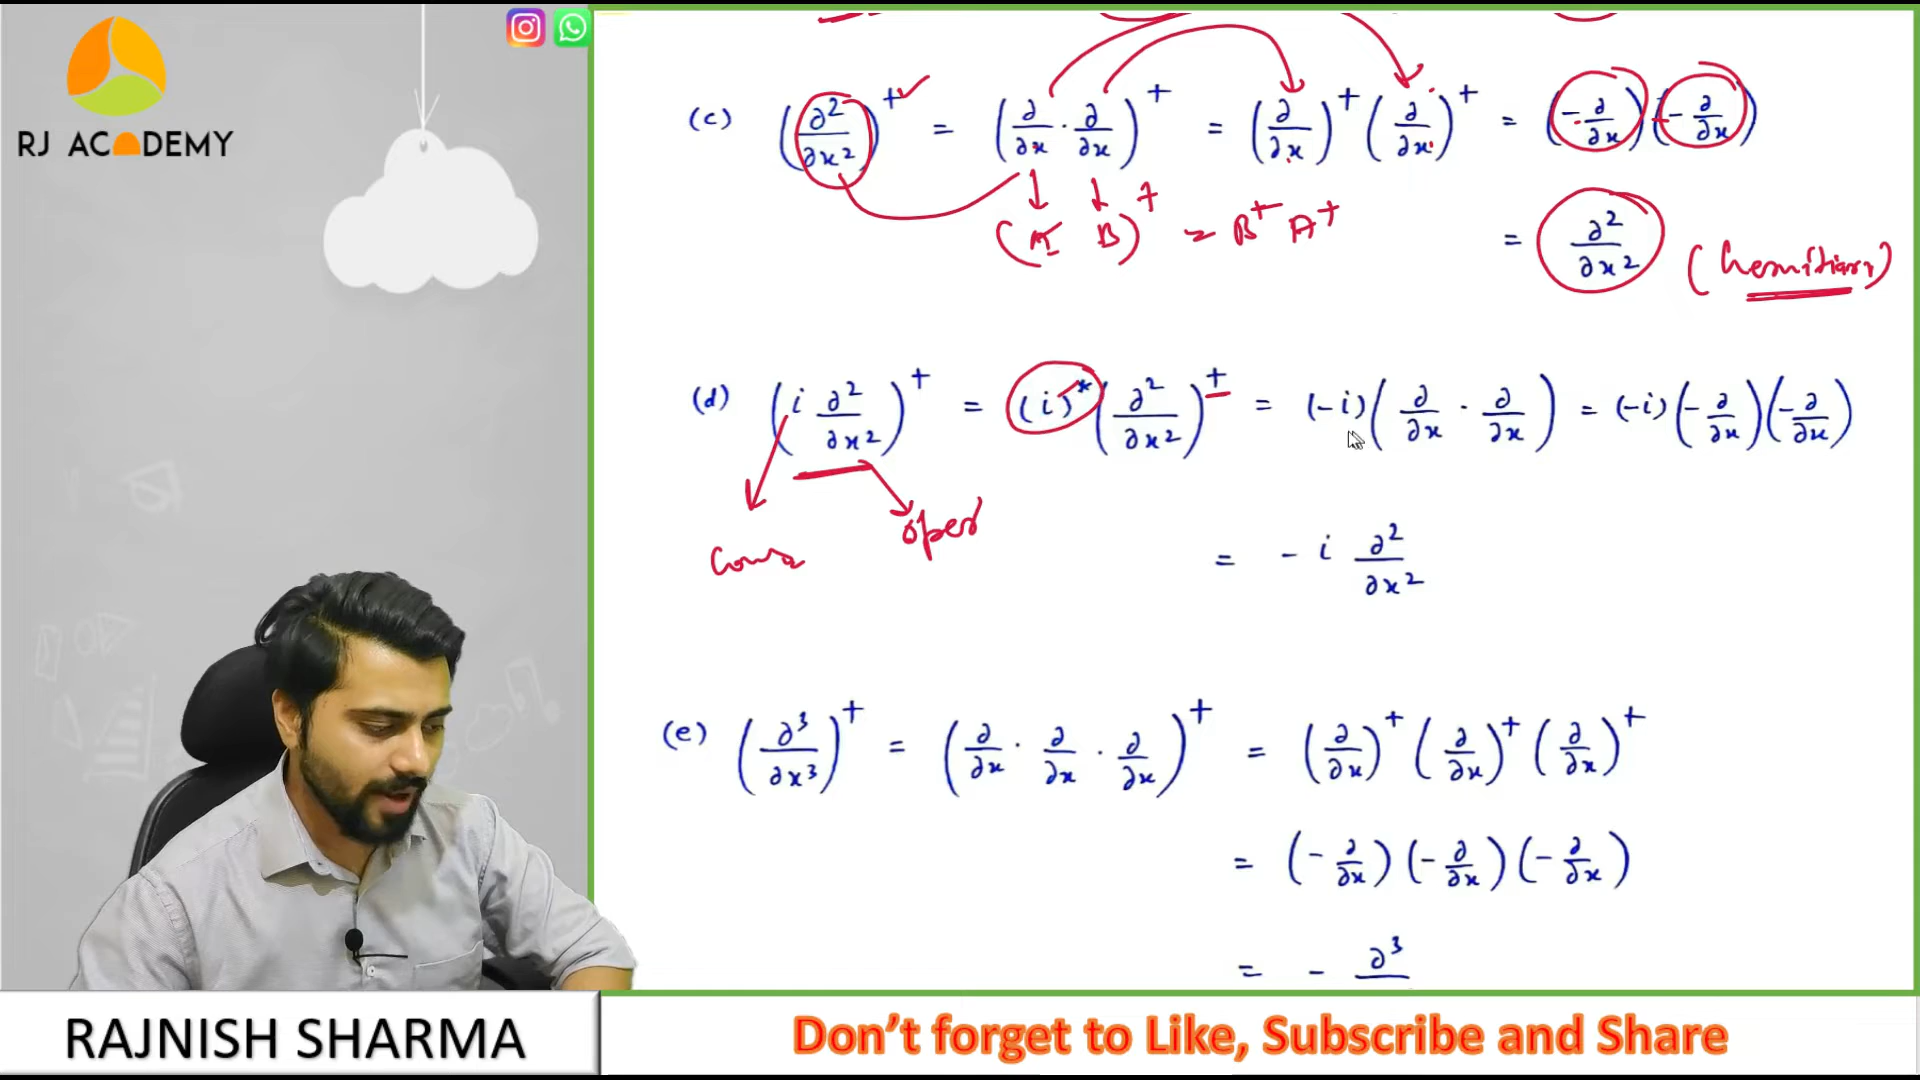 RJ ACADEMY
(c) (∂²/∂x²)⁺ = (∂/∂x · ∂/∂x)⁺ = (∂/∂x)⁺ (∂/∂x)⁺ = (-∂/∂x)(-∂/∂x)
(A B)⁺ = B⁺ A⁺
= ∂²/∂x² (hermitian)
(d) (i ∂²/∂x²)⁺ = (i)* (∂²/∂x²)⁺ = (-i)(∂/∂x · ∂/∂x) = (-i)(-∂/∂x)(-∂/∂x)
= - i ∂²/∂x²
(e) (∂³/∂x³)⁺ = (∂/∂x · ∂/∂x · ∂/∂x)⁺ = (∂/∂x)⁺ (∂/∂x)⁺ (∂/∂x)⁺
= (-∂/∂x)(-∂/∂x)(-∂/∂x)
= - ∂³
RAJNISH SHARMA
Don't forget to Like, Subscribe and Share